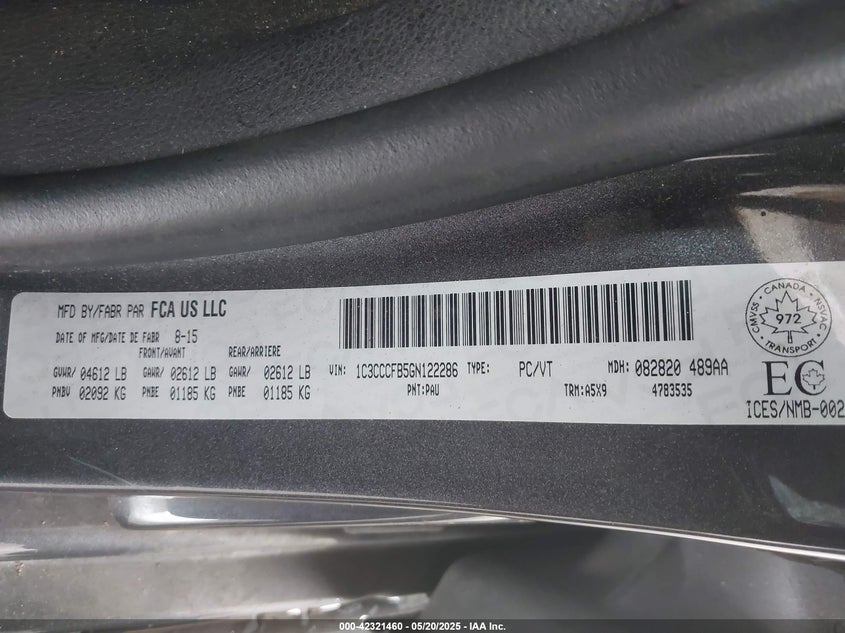 MFD BY/FABR PAR FCA US LLC
DATE OF MFG/DATE DE FABR 8-15
FRONT/AVANT REAR/ARRIERE
GVWR/ 04612 LB GAWR/ 02612 LB GAWR/ 02612 LB
PNBV 02092 KG PNBE 01185 KG PNBE 01185 KG
VIN: 1C3CCCFB5GN122286 TYPE: PC/VT MDH: 082820 489AA
PNT:PAU TRM:A5X9 4783535
CMVSS · CANADA · NSVAC
972
TRANSPORT
EC
ICES/NMB-002
000-42321460 - 05/20/2025 - IAA Inc.